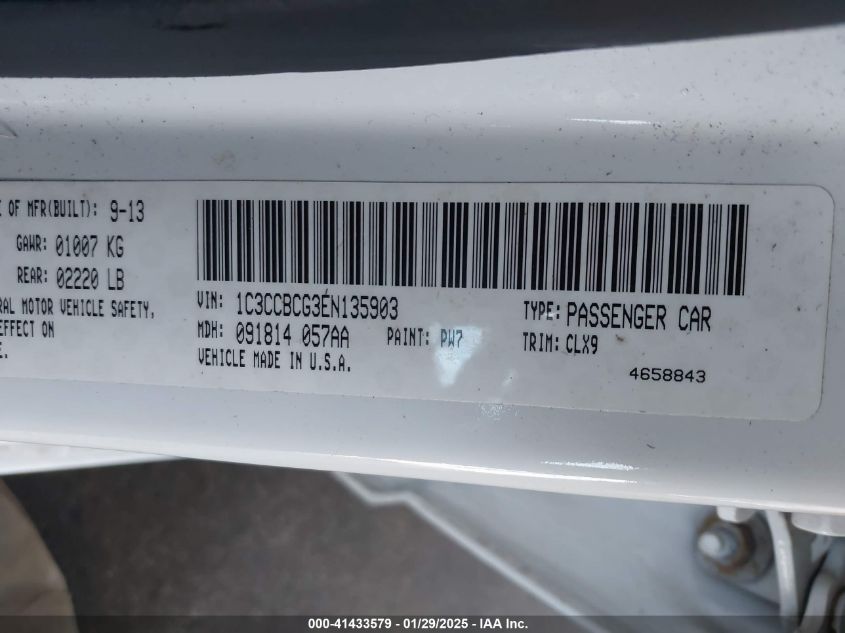 E OF MFR(BUILT): 9-13
GAWR: 01007 KG
REAR: 02220 LB
RAL MOTOR VEHICLE SAFETY,
EFFECT ON
E.
VIN: 1C3CCBCG3EN135903
TYPE: PASSENGER CAR
MDH: 091814 057AA
PAINT: PW7
TRIM: CLX9
VEHICLE MADE IN U.S.A.
4658843
000-41433579 - 01/29/2025 - IAA Inc.